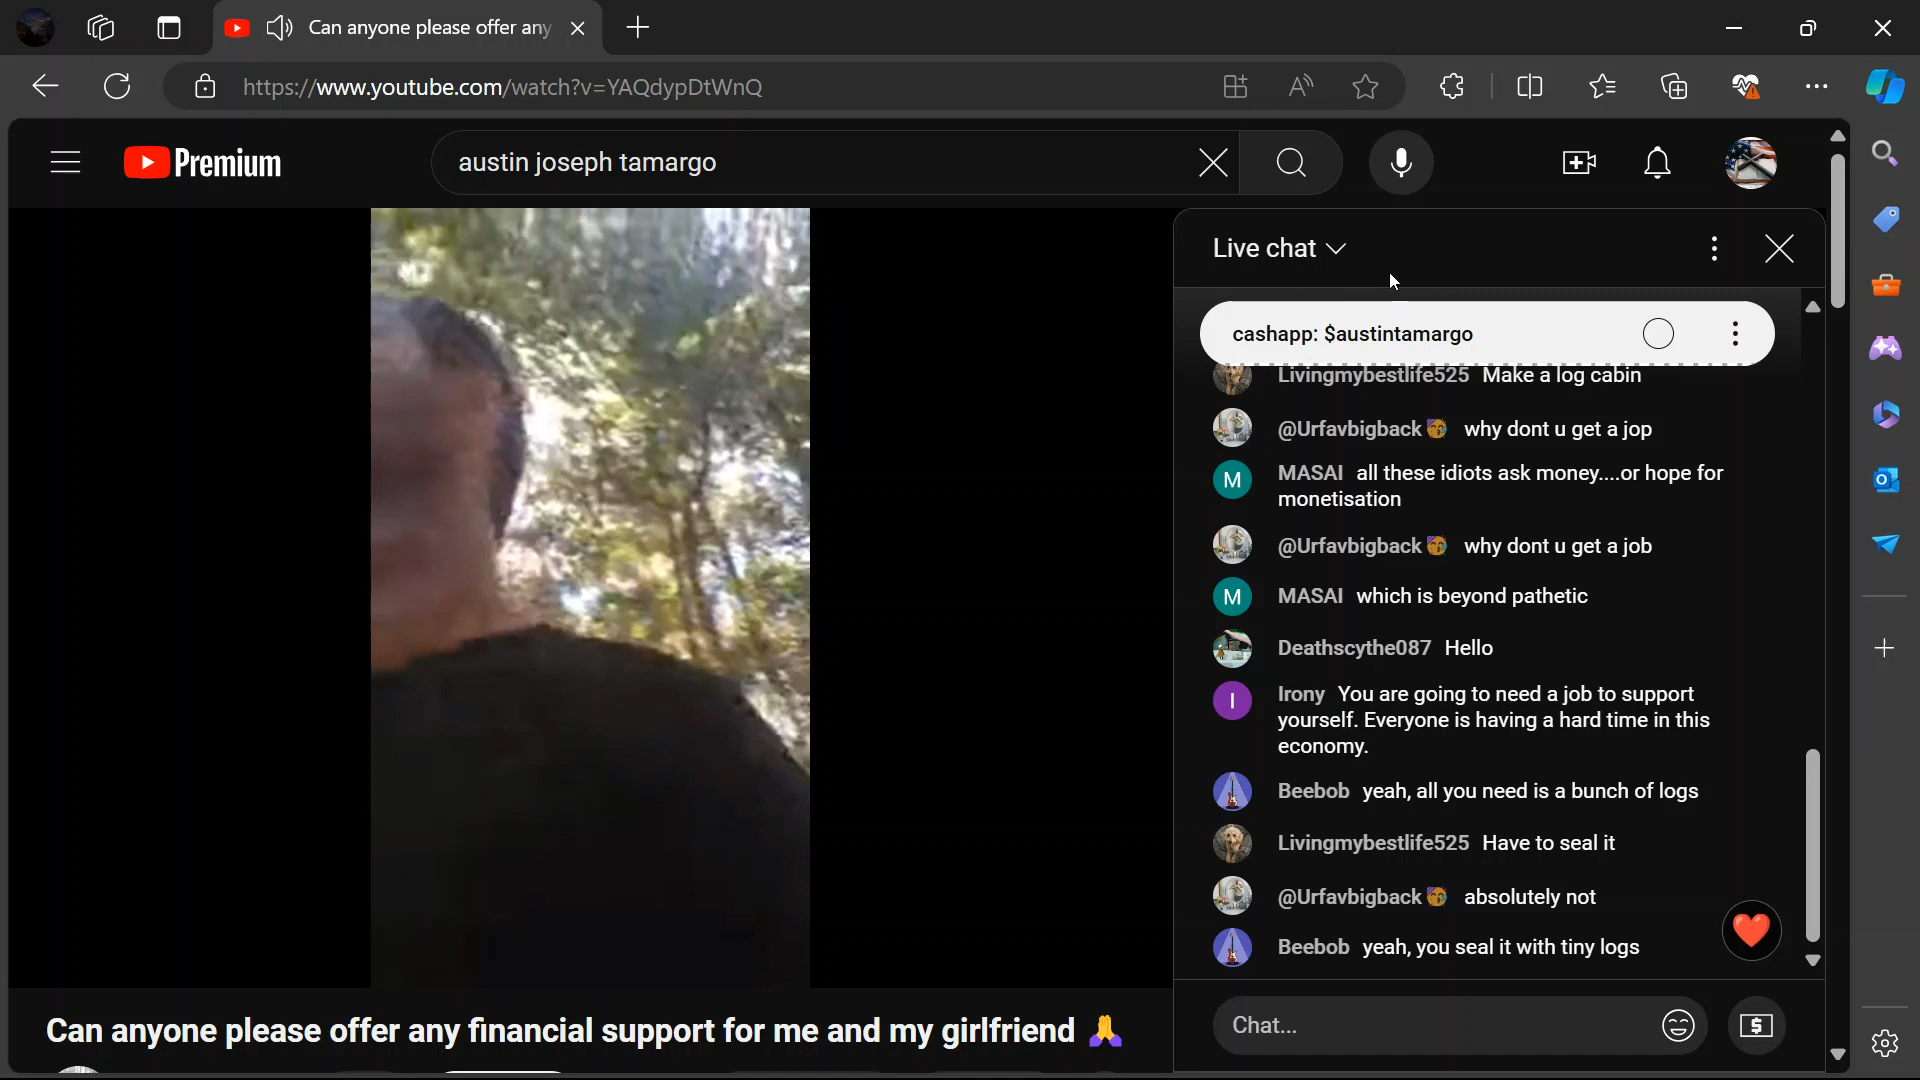 Can anyone please offer any
https://www.youtube.com/watch?v=YAQdypDtWnQ
Premium
austin joseph tamargo
Live chat
cashapp: $austintamargo
Livingmybestlife525 Make a log cabin
@Urfavbigback🥳 why dont u get a jop
M MASAI all these idiots ask money....or hope for
monetisation
@Urfavbigback🥳 why dont u get a job
M MASAI which is beyond pathetic
Deathscythe087 Hello
I Irony You are going to need a job to support
yourself. Everyone is having a hard time in this
economy.
Beebob yeah, all you need is a bunch of logs
Livingmybestlife525 Have to seal it
@Urfavbigback🥳 absolutely not
Beebob yeah, you seal it with tiny logs
Chat...
Can anyone please offer any financial support for me and my girlfriend 🙏